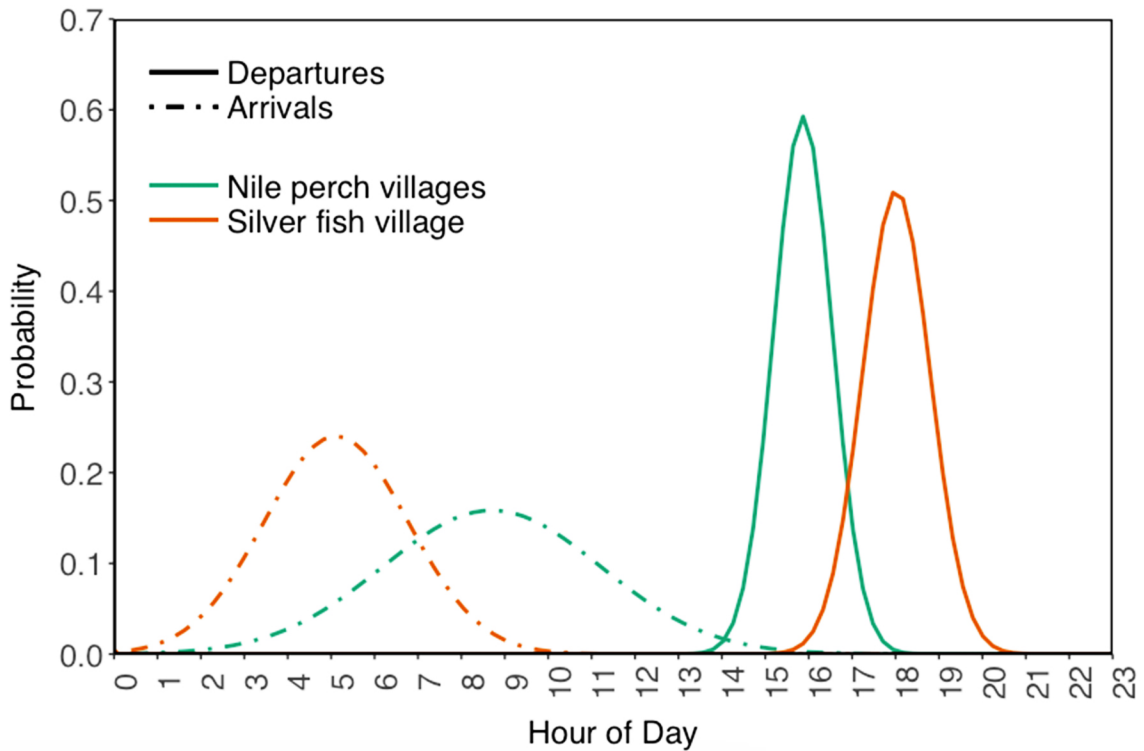 0.7
0.6
0.5
0.4
0.3
0.2
0.1
0.0
Probability
Departures
Arrivals
Nile perch villages
Silver fish village
0 1 2 3 4 5 6 7 8 9 10 11 12 13 14 15 16 17 18 19 20 21 22 23
Hour of Day